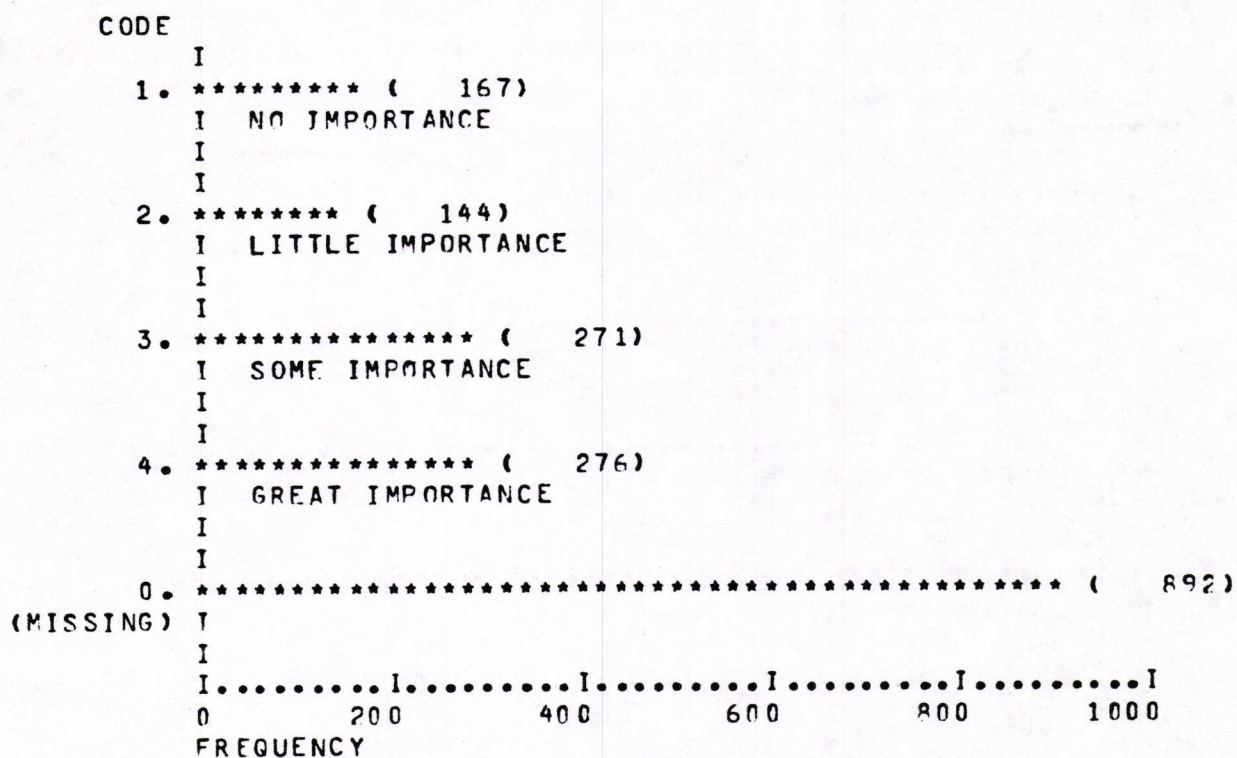 CODE
I
1. ********* ( 167)
I NO IMPORTANCE
I
I
2. ******** ( 144)
I LITTLE IMPORTANCE
I
I
3. *************** ( 271)
I SOME IMPORTANCE
I
I
4. *************** ( 276)
I GREAT IMPORTANCE
I
I
0. *********************************************** ( 892)
(MISSING) I
I
I.........I.........I.........I.........I.........I
0 200 400 600 800 1000
FREQUENCY